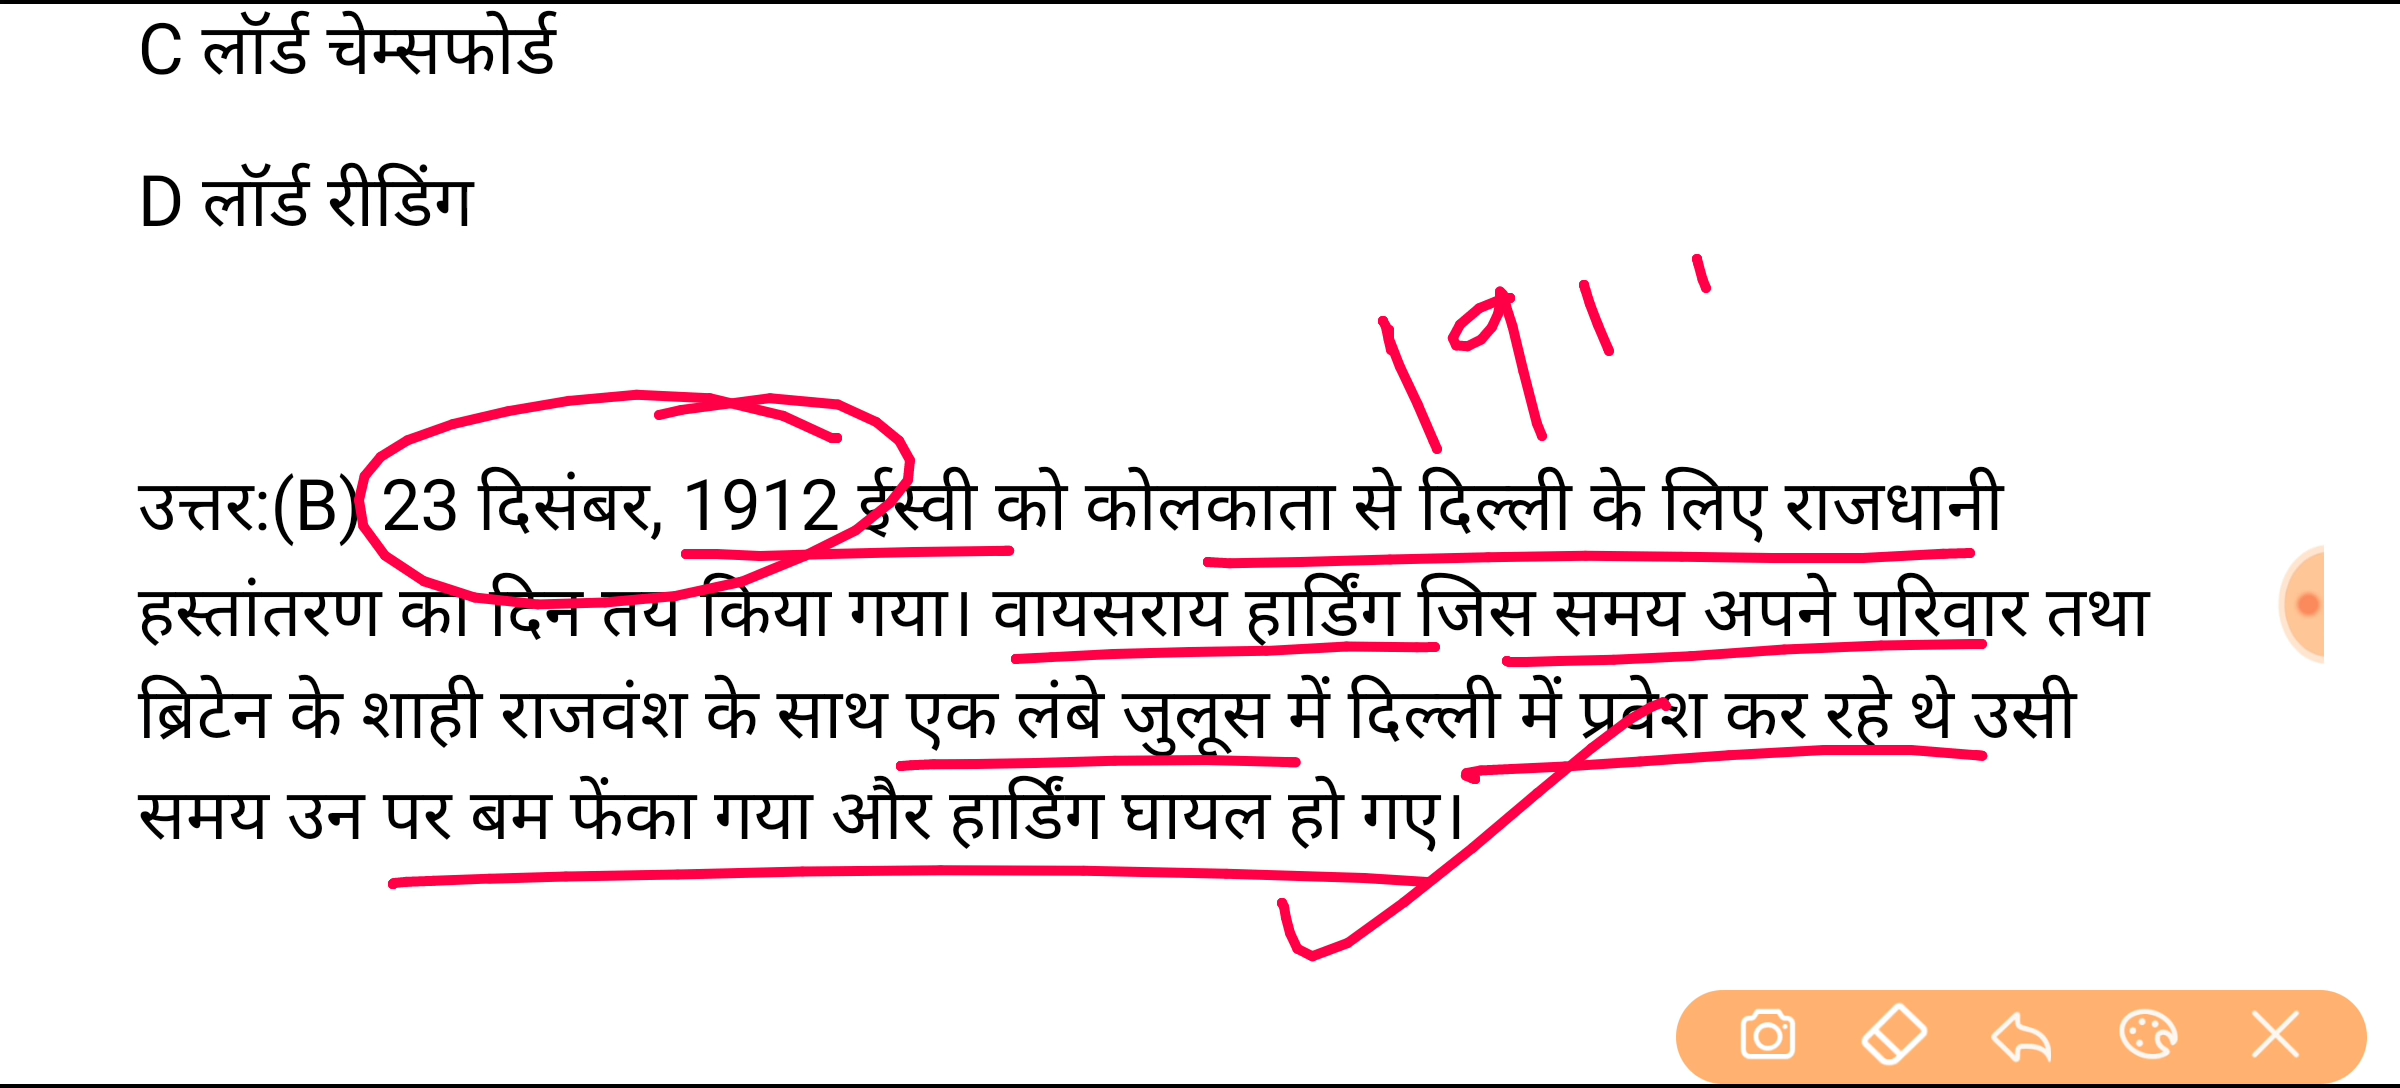 C लॉर्ड चेम्सफोर्ड
D लॉर्ड रीडिंग
191'
उत्तर:(B) 23 दिसंबर, 1912 ईस्वी को कोलकाता से दिल्ली के लिए राजधानी
हस्तांतरण का दिन तय किया गया। वायसराय हार्डिंग जिस समय अपने परिवार तथा
ब्रिटेन के शाही राजवंश के साथ एक लंबे जुलूस में दिल्ली में प्रवेश कर रहे थे उसी
समय उन पर बम फेंका गया और हार्डिंग घायल हो गए।